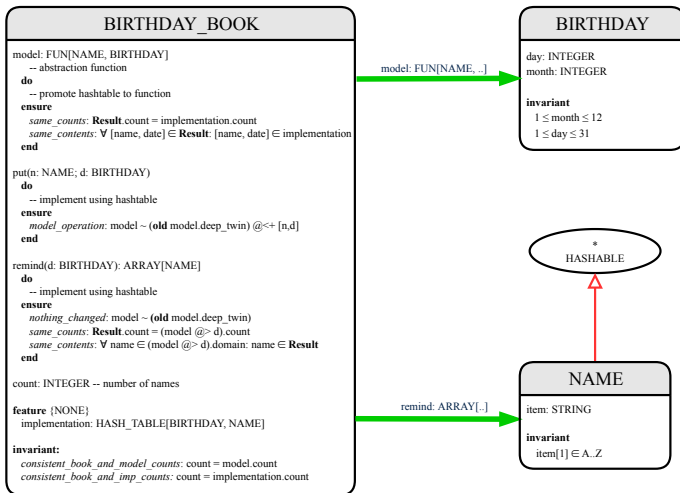 BIRTHDAY_BOOK
model: FUN[NAME, BIRTHDAY]
-- abstraction function
do
-- promote hashtable to function
ensure
same_counts: Result.count = implementation.count
same_contents: ∀ [name, date] ∈ Result: [name, date] ∈ implementation
end
put(n: NAME; d: BIRTHDAY)
do
-- implement using hashtable
ensure
model_operation: model ~ (old model.deep_twin) @<+ [n,d]
end
remind(d: BIRTHDAY): ARRAY[NAME]
do
-- implement using hashtable
ensure
nothing_changed: model ~ (old model.deep_twin)
same_counts: Result.count = (model @> d).count
same_contents: ∀ name ∈ (model @> d).domain: name ∈ Result
end
count: INTEGER -- number of names
feature {NONE}
implementation: HASH_TABLE[BIRTHDAY, NAME]
invariant:
consistent_book_and_model_counts: count = model.count
consistent_book_and_imp_counts: count = implementation.count
model: FUN[NAME, ..]
remind: ARRAY[..]
BIRTHDAY
day: INTEGER
month: INTEGER
invariant
1 ≤ month ≤ 12
1 ≤ day ≤ 31
*
HASHABLE
NAME
item: STRING
invariant
item[1] ∈ A..Z